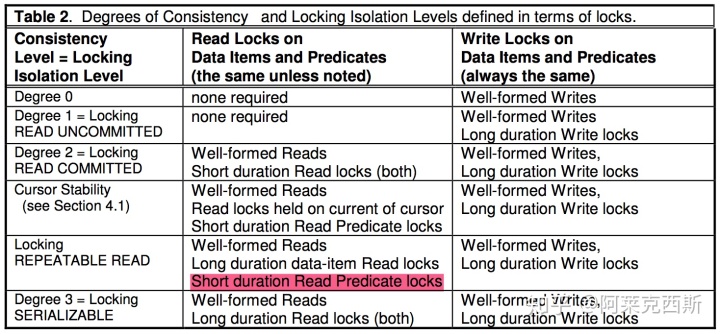 Table 2. Degrees of Consistency and Locking Isolation Levels defined in terms of locks.
Consistency
Level = Locking
Isolation Level
Read Locks on
Data Items and Predicates
(the same unless noted)
Write Locks on
Data Items and Predicates
(always the same)
Degree 0
none required
Well-formed Writes
Degree 1 = Locking
READ UNCOMMITTED
none required
Well-formed Writes
Long duration Write locks
Degree 2 = Locking
READ COMMITTED
Well-formed Reads
Short duration Read locks (both)
Well-formed Writes,
Long duration Write locks
Cursor Stability
(see Section 4.1)
Well-formed Reads
Read locks held on current of cursor
Short duration Read Predicate locks
Well-formed Writes,
Long duration Write locks
Locking
REPEATABLE READ
Well-formed Reads
Long duration data-item Read locks
Short duration Read Predicate locks
Well-formed Writes,
Long duration Write locks
Degree 3 = Locking
SERIALIZABLE
Well-formed Reads
Long duration Read locks (both)
Well-formed Writes,
Long duration Write locks
知乎 @阿莱克西斯